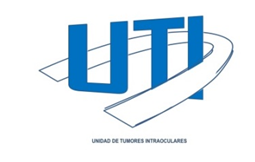 UTI
UNIDAD DE TUMORES INTRAOCULARES